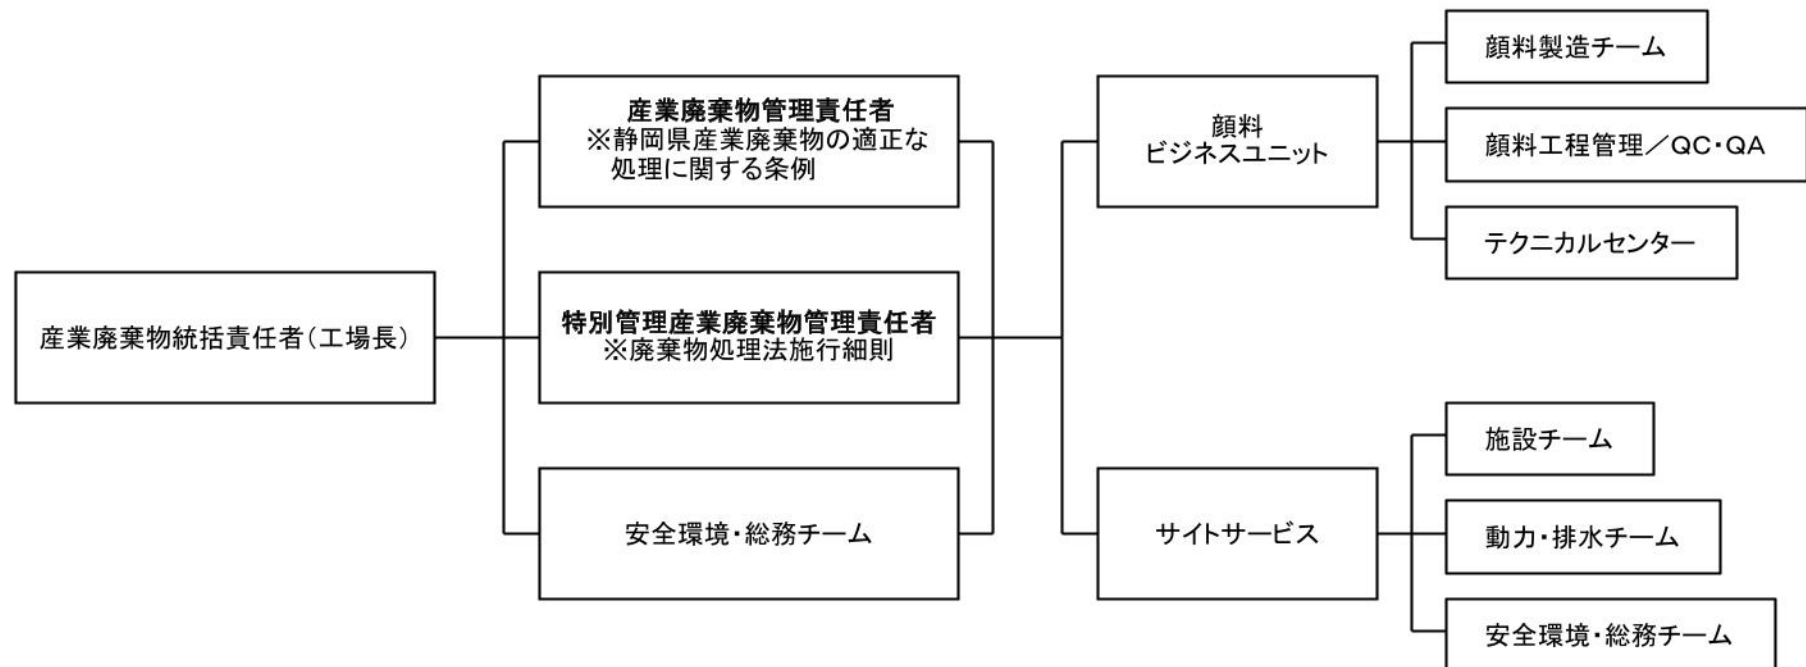 産業廃棄物統括責任者(工場長)
産業廃棄物管理責任者
※静岡県産業廃棄物の適正な
処理に関する条例
特別管理産業廃棄物管理責任者
※廃棄物処理法施行細則
安全環境・総務チーム
顔料
ビジネスユニット
サイトサービス
顔料製造チーム
顔料工程管理/QC・QA
テクニカルセンター
施設チーム
動力・排水チーム
安全環境・総務チーム